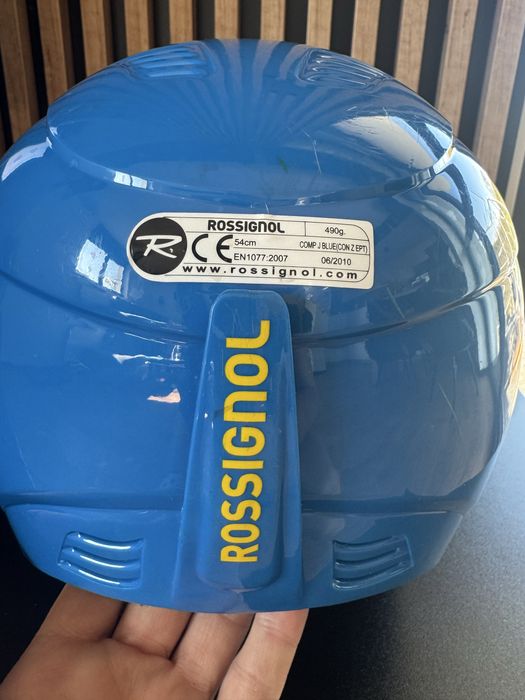 ROSSIGNOL 490g.
R. CE 54cm COMP J BLUE(CON Z EPT)
EN1077:2007 06/2010
www.rossignol.com
ROSSIGNOL